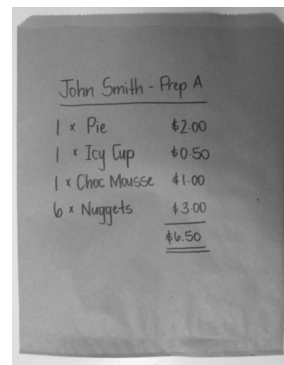 John Smith - Prep A
1 x Pie $2.00
1 x Icy Cup $0.50
1 x Choc Mousse $1.00
6 x Nuggets $3.00
$6.50